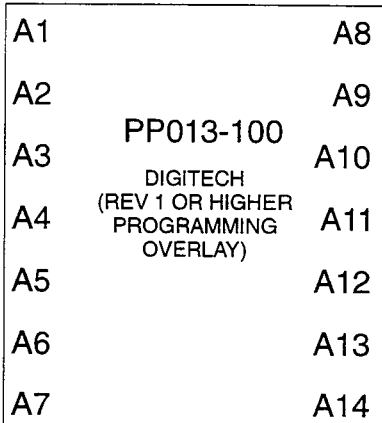 A1 A8
A2 A9
PP013-100
A3 A10
DIGITECH
(REV 1 OR HIGHER
A4 PROGRAMMING A11
OVERLAY)
A5 A12
A6 A13
A7 A14